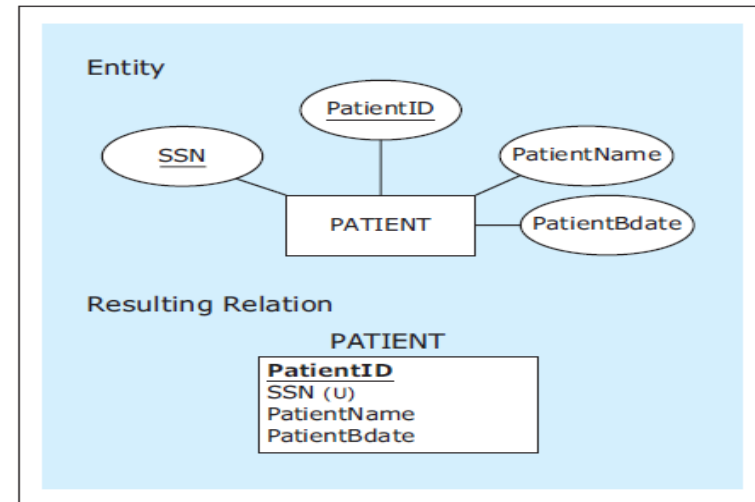 Entity
PatientID
SSN
PatientName
PATIENT
PatientBdate
Resulting Relation
PATIENT
PatientID
SSN (U)
PatientName
PatientBdate